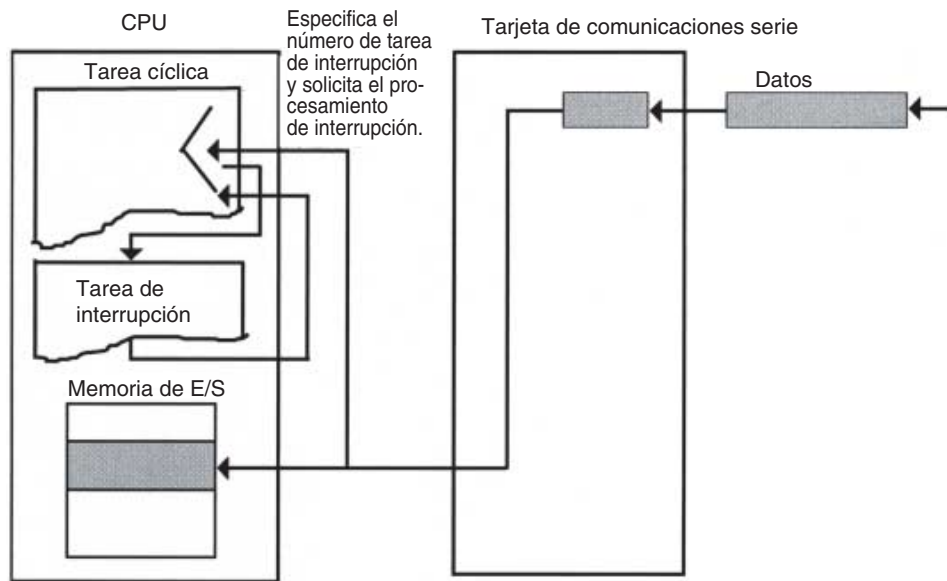 CPU
Especifica el
número de tarea
de interrupción
y solicita el pro-
cesamiento
de interrupción.
Tarjeta de comunicaciones serie
Tarea cíclica
Datos
Tarea de
interrupción
Memoria de E/S